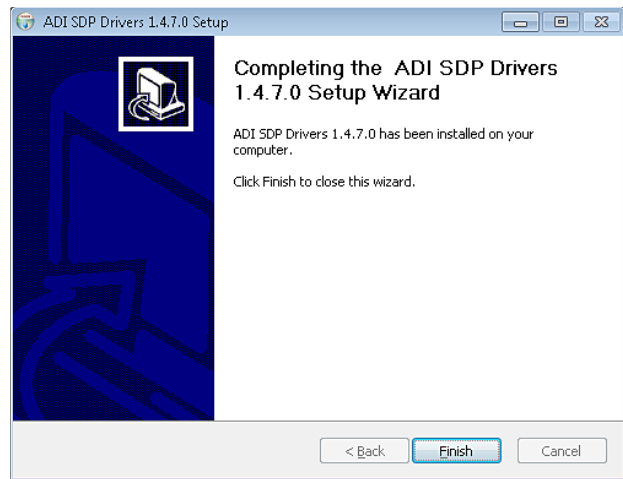 ADI SDP Drivers 1.4.7.0 Setup
Completing the ADI SDP Drivers
1.4.7.0 Setup Wizard
ADI SDP Drivers 1.4.7.0 has been installed on your
computer.
Click Finish to close this wizard.
< Back Finish Cancel